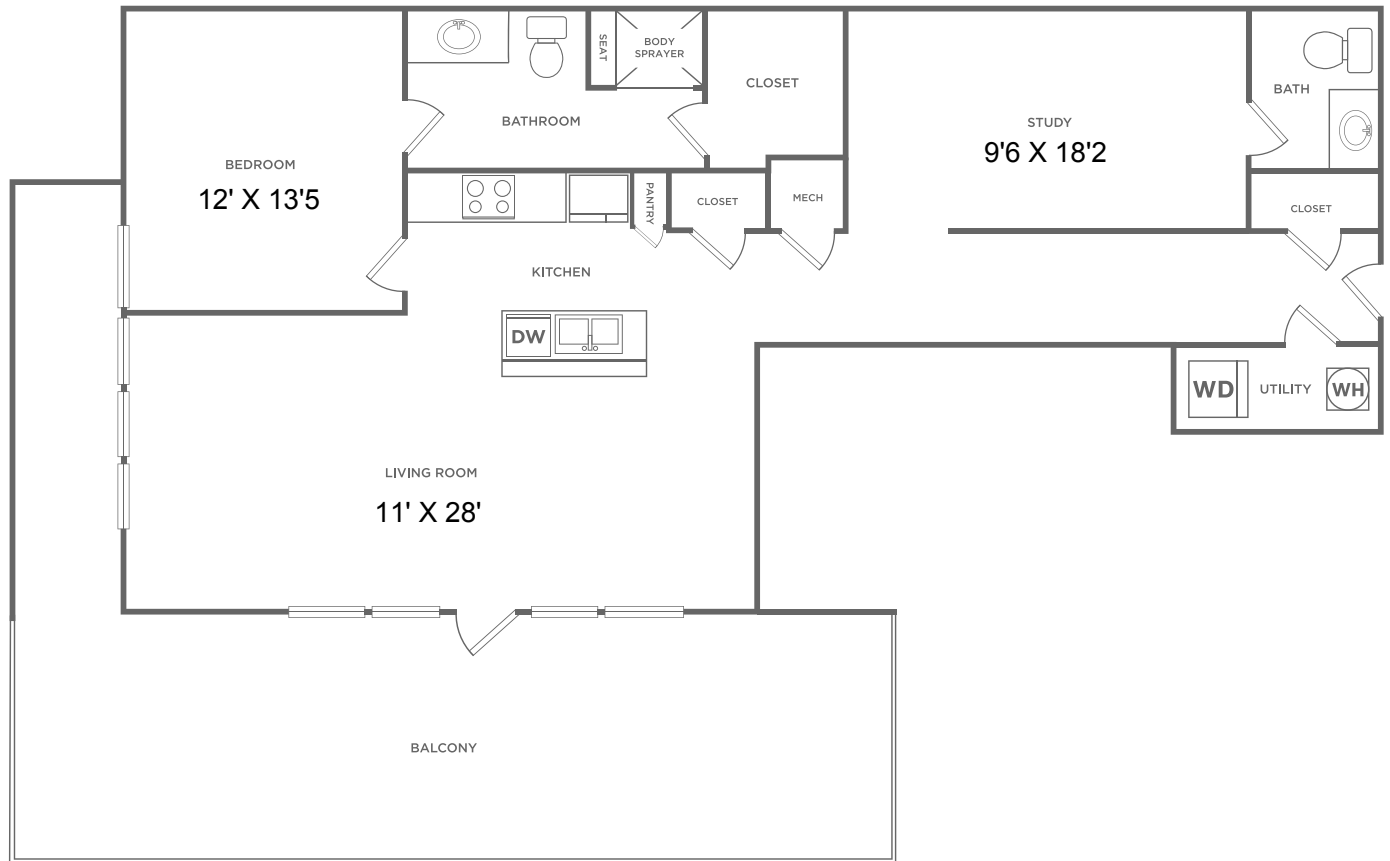 SEAT
BODY
SPRAYER
CLOSET
BATH
BATHROOM
STUDY
9'6 X 18'2
BEDROOM
12' X 13'5
PANTRY
CLOSET
MECH
CLOSET
KITCHEN
DW
WD
UTILITY
WH
LIVING ROOM
11' X 28'
BALCONY